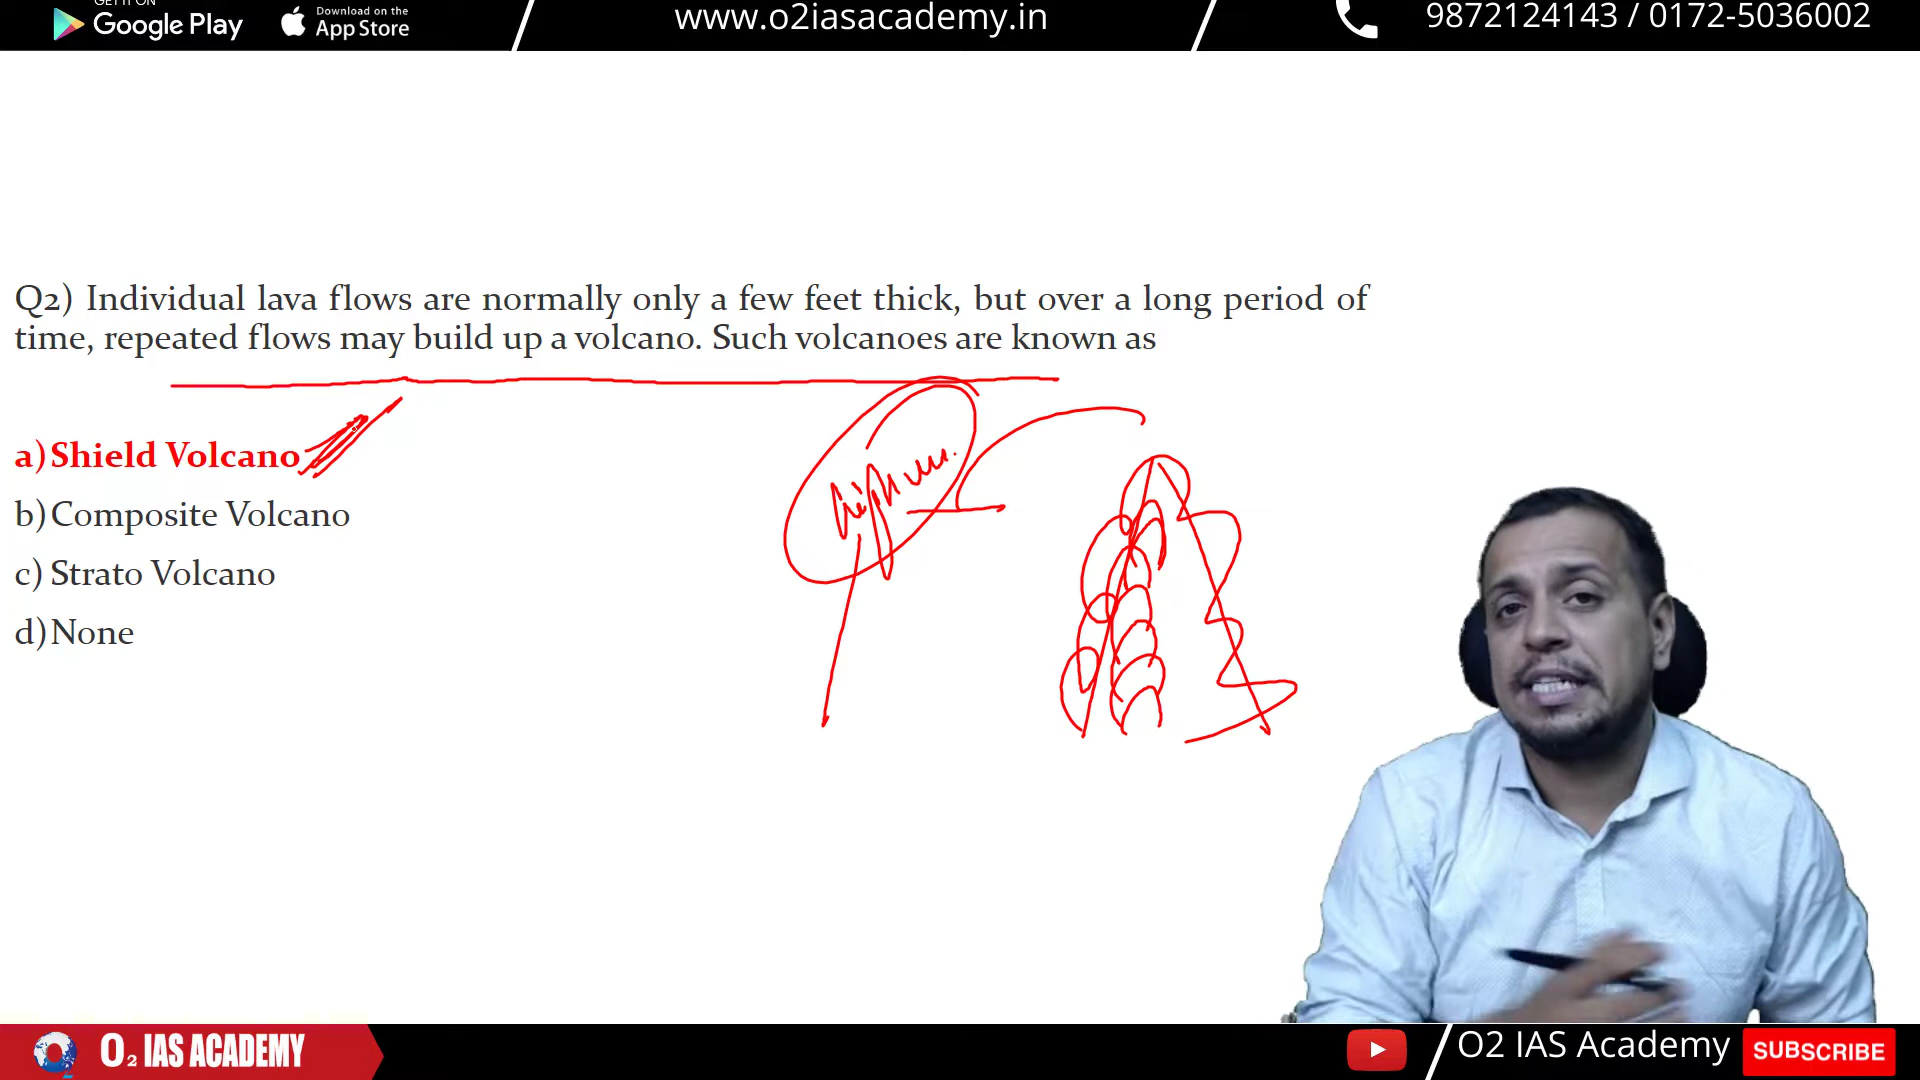 GET IT ON
Google Play
Download on the
App Store
www.o2iasacademy.in
9872124143 / 0172-5036002
Q2) Individual lava flows are normally only a few feet thick, but over a long period of
time, repeated flows may build up a volcano. Such volcanoes are known as
a) Shield Volcano
b) Composite Volcano
c) Strato Volcano
d) None
O2 IAS ACADEMY
O2 IAS Academy
SUBSCRIBE